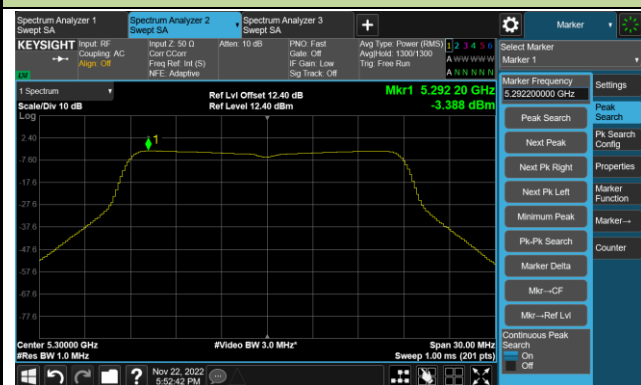 Spectrum Analyzer 1
Swept SA
Spectrum Analyzer 2
Swept SA
Spectrum Analyzer 3
Swept SA
+
Marker
KEYSIGHT
Input: RF
Coupling: AC
Align: Off
Input Z: 50 Ω
Corr CCorr
Freq Ref: Int (S)
NFE: Adaptive
Atten: 10 dB
PNO: Fast
Gate: Off
IF Gain: Low
Sig Track: Off
Avg Type: Power (RMS)
Avg|Hold: 1300/1300
Trig: Free Run
1 2 3 4 5 6
A W W W W W
A N N N N N
Select Marker
Marker 1
LXI
1 Spectrum
Scale/Div 10 dB
Log
Ref Lvl Offset 12.40 dB
Ref Level 12.40 dBm
Mkr1 5.292 20 GHz
-3.388 dBm
1
2.40
-7.60
-17.6
-27.6
-37.6
-47.6
-57.6
-67.6
-77.6
Center 5.30000 GHz
#Res BW 1.0 MHz
#Video BW 3.0 MHz*
Span 30.00 MHz
Sweep 1.00 ms (201 pts)
Marker Frequency
5.292200000 GHz
Peak Search
Next Peak
Next Pk Right
Next Pk Left
Minimum Peak
Pk-Pk Search
Marker Delta
Mkr→CF
Mkr→Ref Lvl
Continuous Peak
Search
On
Off
Settings
Peak
Search
Pk Search
Config
Properties
Marker
Function
Marker→
Counter
?
Nov 22, 2022
5:52:42 PM